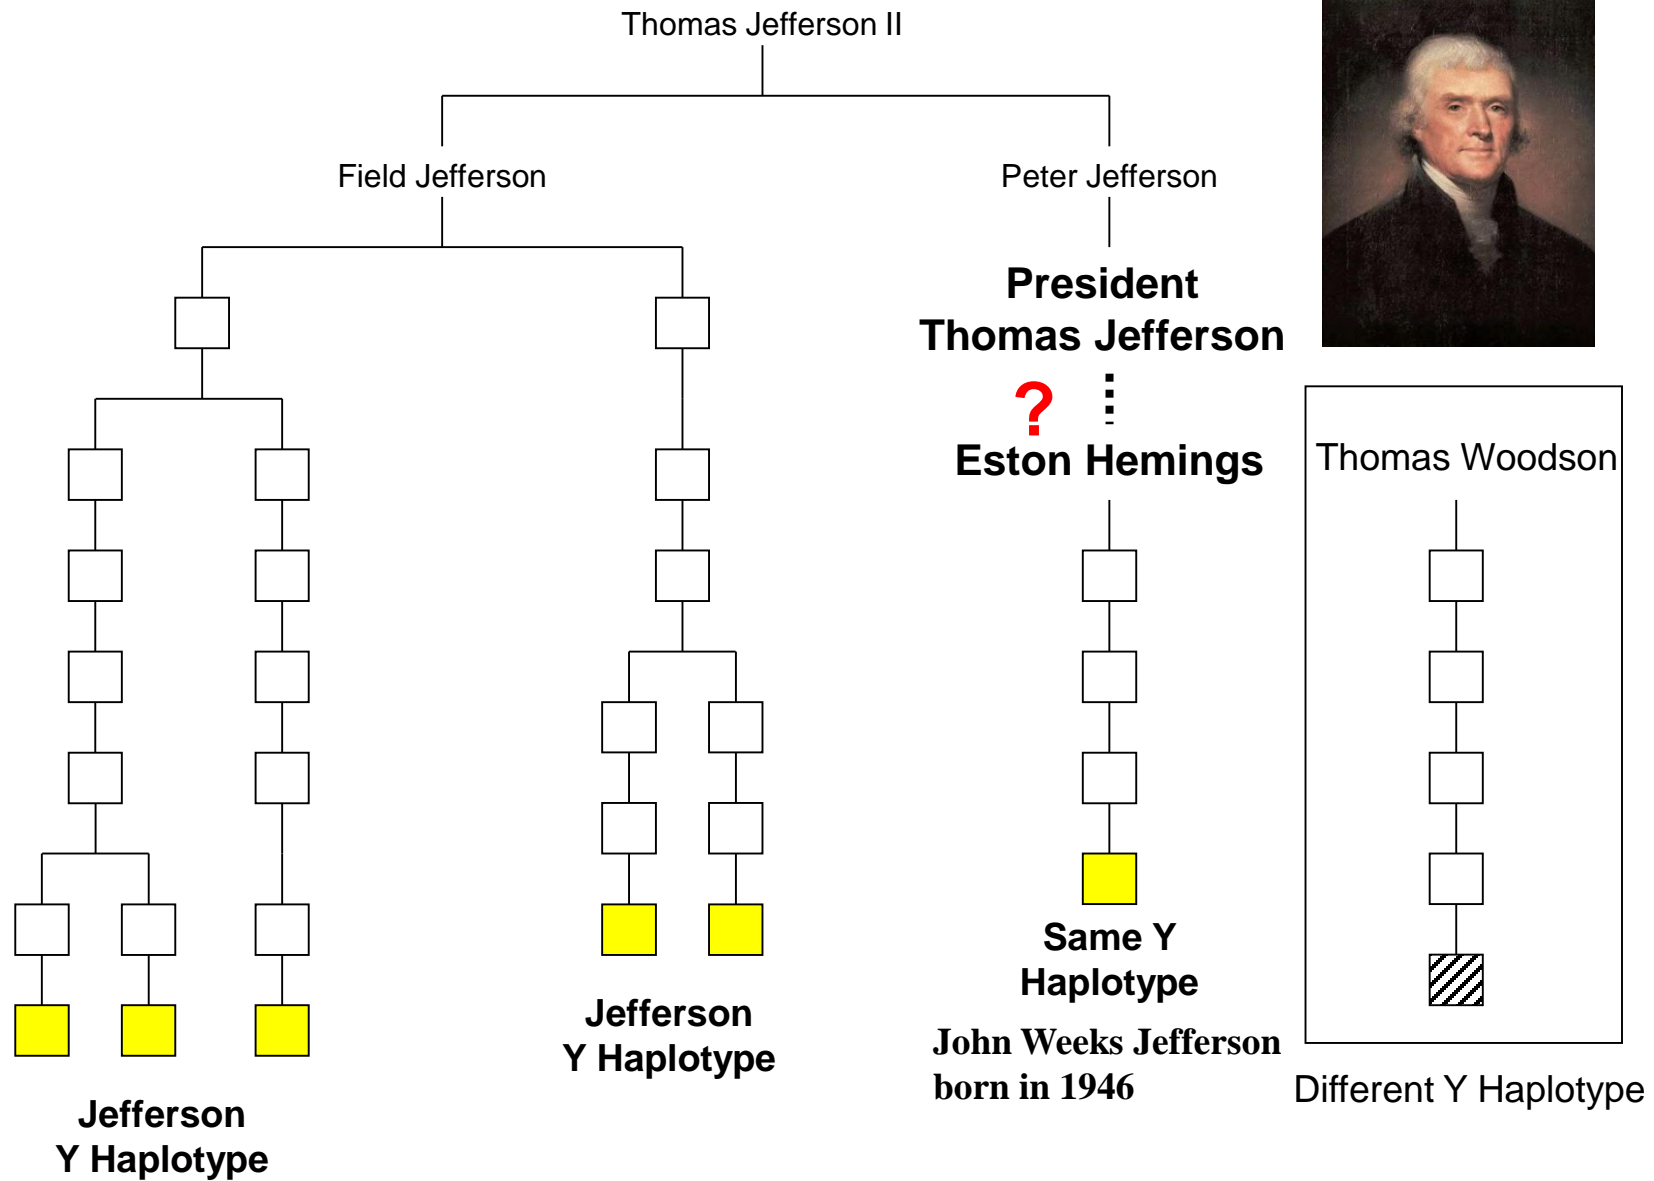 Thomas Jefferson II
Field Jefferson
Peter Jefferson
President
Thomas Jefferson
?
Eston Hemings
Thomas Woodson
Same Y
Haplotype
Jefferson
Y Haplotype
John Weeks Jefferson
born in 1946
Different Y Haplotype
Jefferson
Y Haplotype